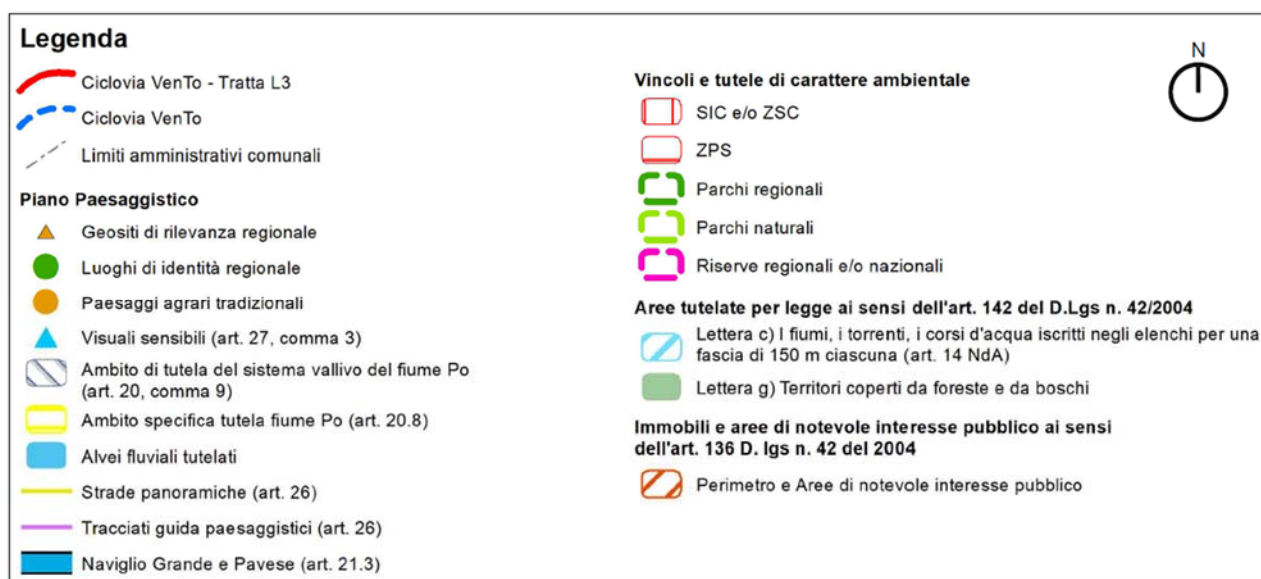 Legenda
Ciclovia VenTo - Tratta L3
Ciclovia VenTo
Limiti amministrativi comunali
Piano Paesaggistico
Geositi di rilevanza regionale
Luoghi di identità regionale
Paesaggi agrari tradizionali
Visuali sensibili (art. 27, comma 3)
Ambito di tutela del sistema vallivo del fiume Po
(art. 20, comma 9)
Ambito specifica tutela fiume Po (art. 20.8)
Alvei fluviali tutelati
Strade panoramiche (art. 26)
Tracciati guida paesaggistici (art. 26)
Naviglio Grande e Pavese (art. 21.3)
N
Vincoli e tutele di carattere ambientale
SIC e/o ZSC
ZPS
Parchi regionali
Parchi naturali
Riserve regionali e/o nazionali
Aree tutelate per legge ai sensi dell'art. 142 del D.Lgs n. 42/2004
Lettera c) I fiumi, i torrenti, i corsi d'acqua iscritti negli elenchi per una
fascia di 150 m ciascuna (art. 14 NdA)
Lettera g) Territori coperti da foreste e da boschi
Immobili e aree di notevole interesse pubblico ai sensi
dell'art. 136 D. lgs n. 42 del 2004
Perimetro e Aree di notevole interesse pubblico